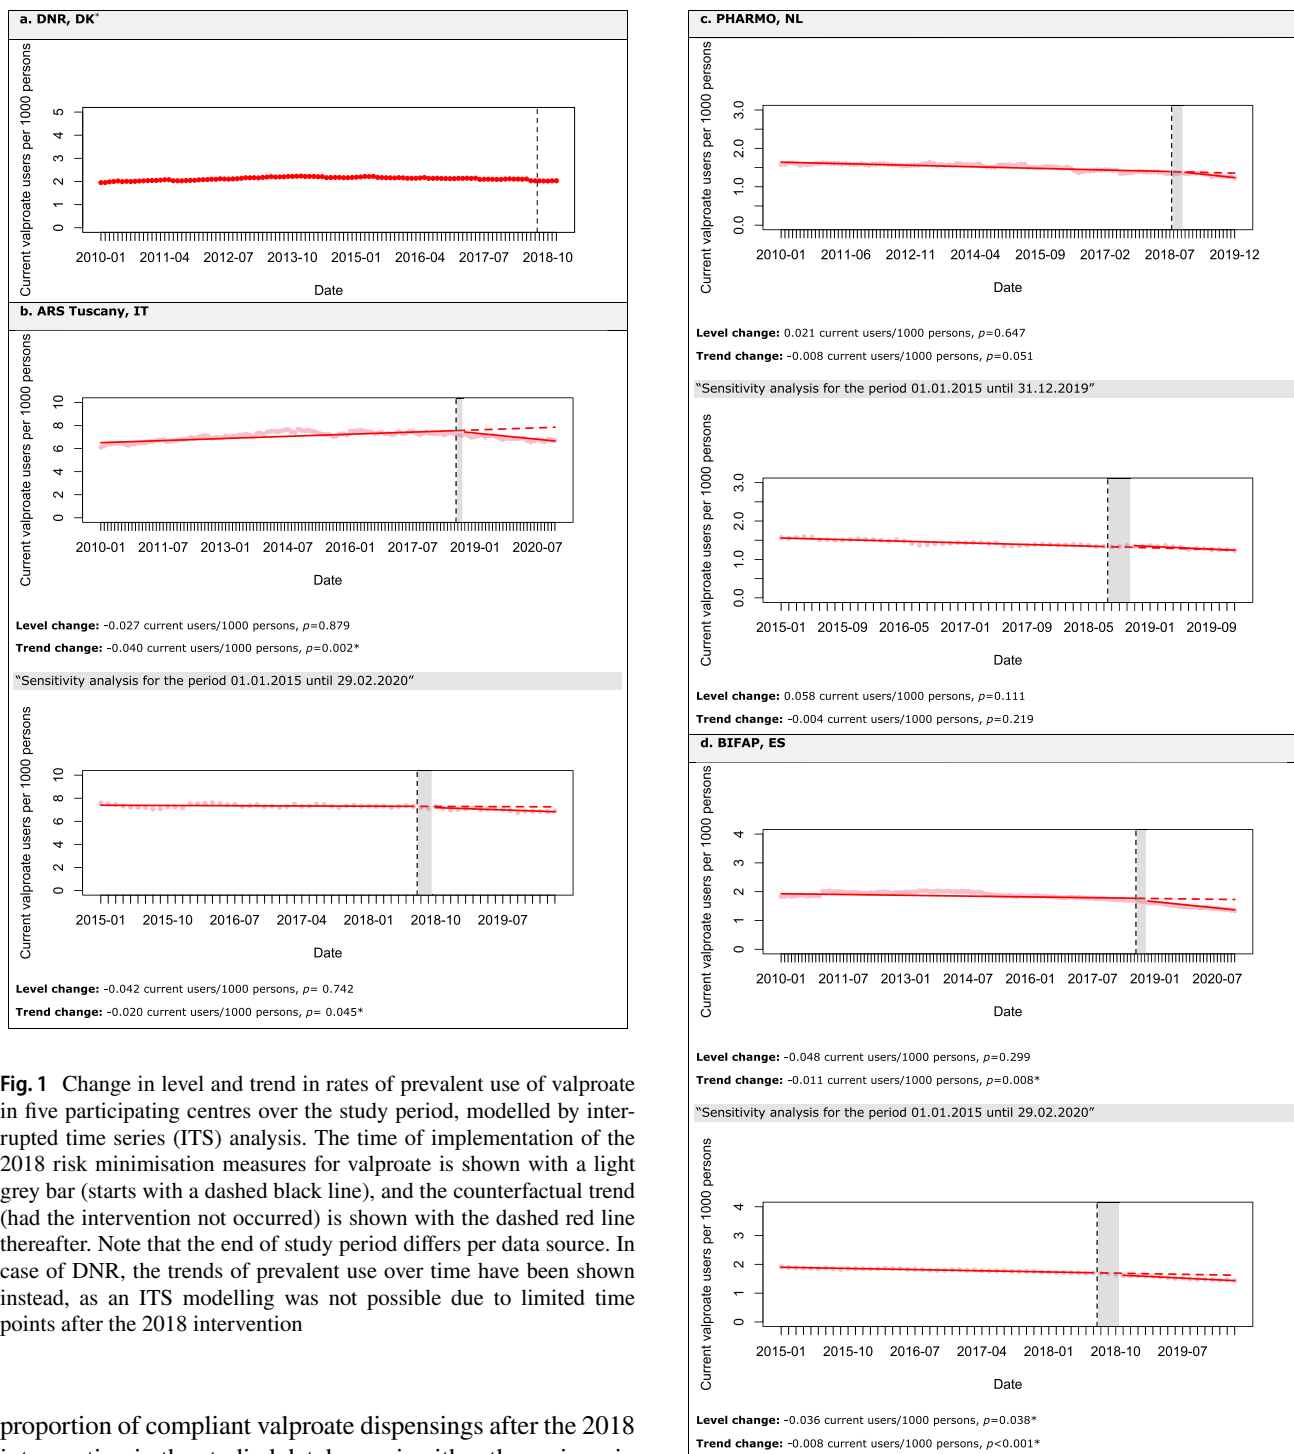 a. DNR, DK*
Current valproate users per 1000 persons
5
4
3
2
1
0
2010-01 2011-04 2012-07 2013-10 2015-01 2016-04 2017-07 2018-10
Date
b. ARS Tuscany, IT
Current valproate users per 1000 persons
10
8
6
4
2
0
2010-01 2011-07 2013-01 2014-07 2016-01 2017-07 2019-01 2020-07
Date
Level change: -0.027 current users/1000 persons, p=0.879
Trend change: -0.040 current users/1000 persons, p=0.002*
“Sensitivity analysis for the period 01.01.2015 until 29.02.2020”
Current valproate users per 1000 persons
10
8
6
4
2
0
2015-01 2015-10 2016-07 2017-04 2018-01 2018-10 2019-07
Date
Level change: -0.042 current users/1000 persons, p= 0.742
Trend change: -0.020 current users/1000 persons, p= 0.045*
Fig. 1 Change in level and trend in rates of prevalent use of valproate
in five participating centres over the study period, modelled by inter-
rupted time series (ITS) analysis. The time of implementation of the
2018 risk minimisation measures for valproate is shown with a light
grey bar (starts with a dashed black line), and the counterfactual trend
(had the intervention not occurred) is shown with the dashed red line
thereafter. Note that the end of study period differs per data source. In
case of DNR, the trends of prevalent use over time have been shown
instead, as an ITS modelling was not possible due to limited time
points after the 2018 intervention
proportion of compliant valproate dispensings after the 2018
c. PHARMO, NL
Current valproate users per 1000 persons
3.0
2.0
1.0
0.0
2010-01 2011-06 2012-11 2014-04 2015-09 2017-02 2018-07 2019-12
Date
Level change: 0.021 current users/1000 persons, p=0.647
Trend change: -0.008 current users/1000 persons, p=0.051
“Sensitivity analysis for the period 01.01.2015 until 31.12.2019”
Current valproate users per 1000 persons
3.0
2.0
1.0
0.0
2015-01 2015-09 2016-05 2017-01 2017-09 2018-05 2019-01 2019-09
Date
Level change: 0.058 current users/1000 persons, p=0.111
Trend change: -0.004 current users/1000 persons, p=0.219
d. BIFAP, ES
Current valproate users per 1000 persons
4
3
2
1
0
2010-01 2011-07 2013-01 2014-07 2016-01 2017-07 2019-01 2020-07
Date
Level change: -0.048 current users/1000 persons, p=0.299
Trend change: -0.011 current users/1000 persons, p=0.008*
“Sensitivity analysis for the period 01.01.2015 until 29.02.2020”
Current valproate users per 1000 persons
4
3
2
1
0
2015-01 2015-10 2016-07 2017-04 2018-01 2018-10 2019-07
Date
Level change: -0.036 current users/1000 persons, p=0.038*
Trend change: -0.008 current users/1000 persons, p<0.001*